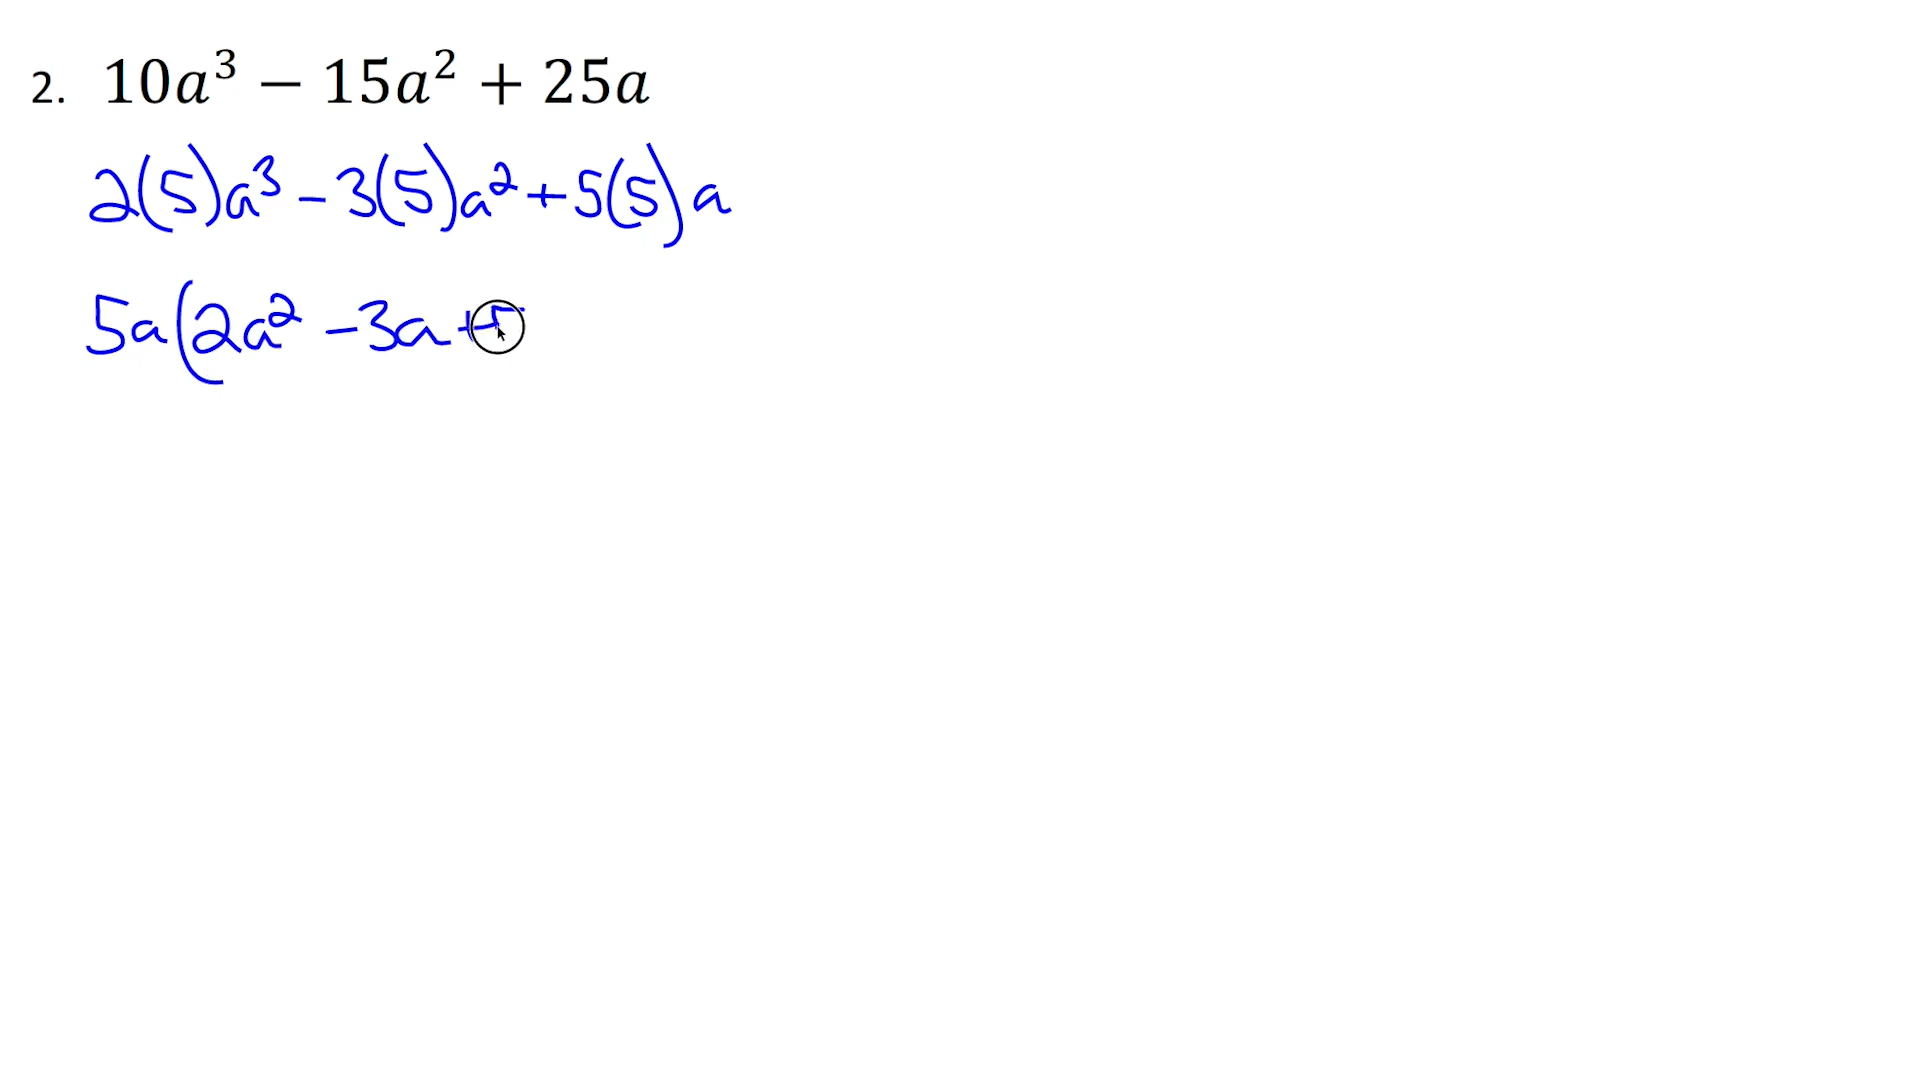 2. 10a³ − 15a² + 25a
2(5)a³ - 3(5)a² + 5(5)a
5a(2a² - 3a + 5